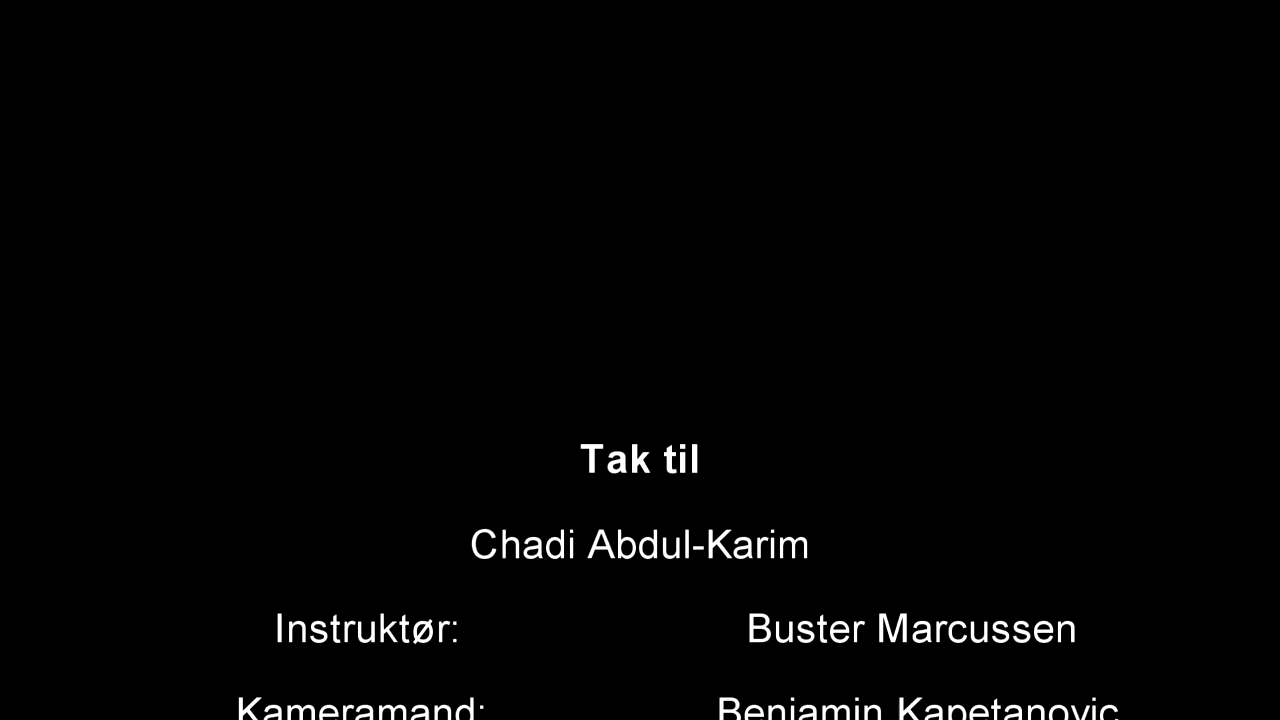 Tak til
Chadi Abdul-Karim
Instruktør: Buster Marcussen
Kameramand: Benjamin Kapetanovic